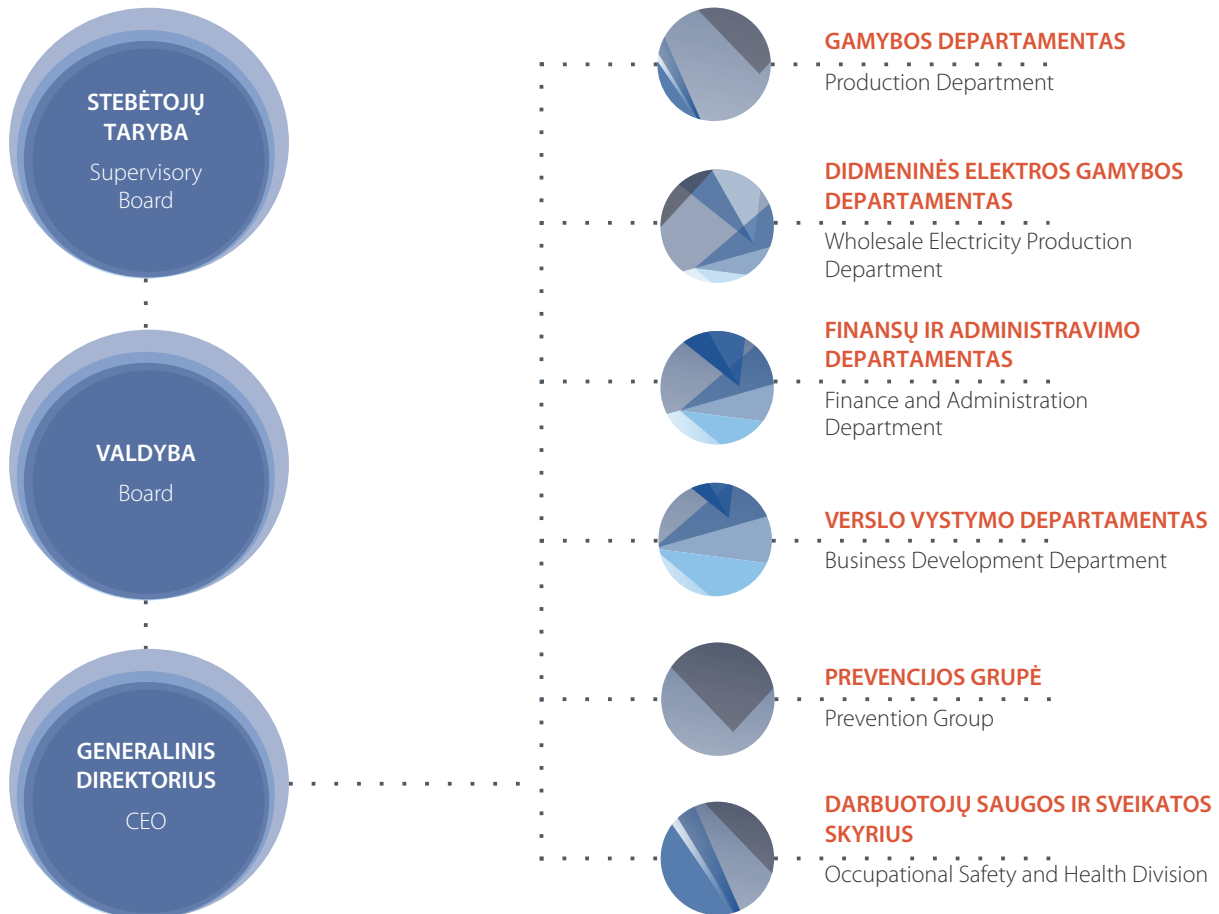 STEBĖTOJŲ
TARYBA
Supervisory
Board
VALDYBA
Board
GENERALINIS
DIREKTORIUS
CEO
GAMYBOS DEPARTAMENTAS
Production Department
DIDMENINĖS ELEKTROS GAMYBOS
DEPARTAMENTAS
Wholesale Electricity Production
Department
FINANSŲ IR ADMINISTRAVIMO
DEPARTAMENTAS
Finance and Administration
Department
VERSLO VYSTYMO DEPARTAMENTAS
Business Development Department
PREVENCIJOS GRUPĖ
Prevention Group
DARBUOTOJŲ SAUGOS IR SVEIKATOS
SKYRIUS
Occupational Safety and Health Division